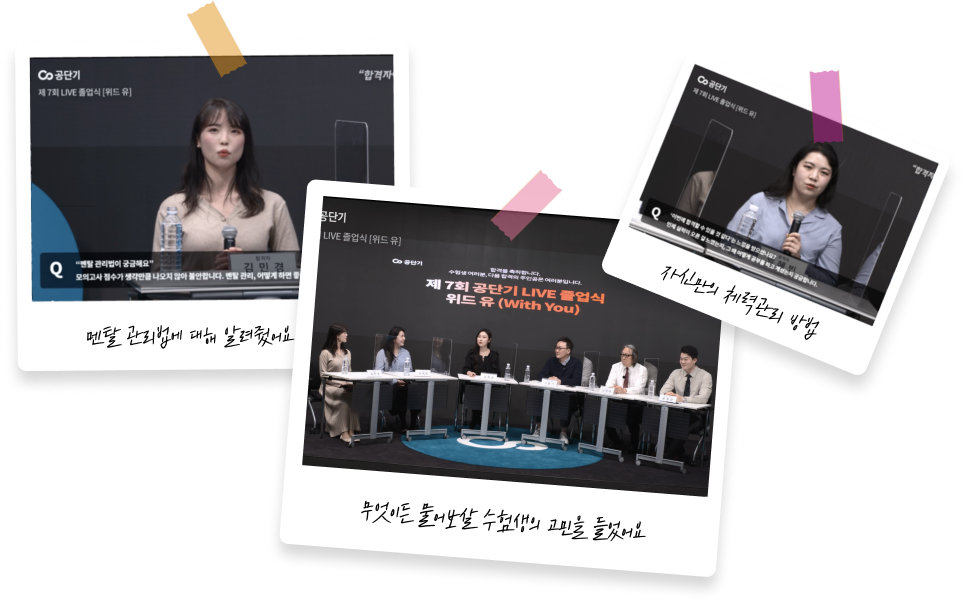 공단기
제 7회 LIVE 졸업식 [위드 유]
“합격자
Q
“멘탈 관리법이 궁금해요”
모의고사 점수가 생각만큼 나오지 않아 불안합니다. 멘탈 관리, 어떻게 하면 좋
합격자
김민경
멘탈 관리법에 대해 알려줬어요
공단기
LIVE 졸업식 [위드 유]
공단기
합격을 축하합니다.
수험생 여러분, 다음 합격의 주인공은 여러분입니다.
제 7회 공단기 LIVE 졸업식
위드 유 (With You)
무엇이든 물어보살 수험생의 고민을 들었어요
공단기
제 7회 LIVE 졸업식 [위드 유]
“합격자
Q
자신만의 체력관리 방법